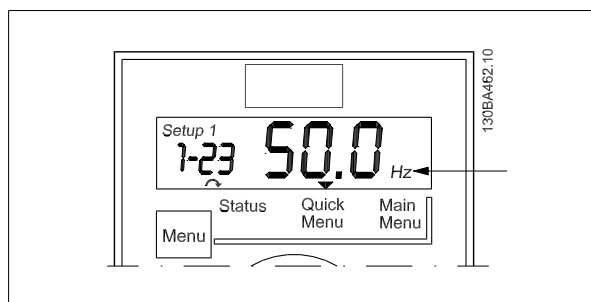 130BA462.10
Setup 1
1-23 50.0 Hz
Status Quick Menu Main Menu
Menu